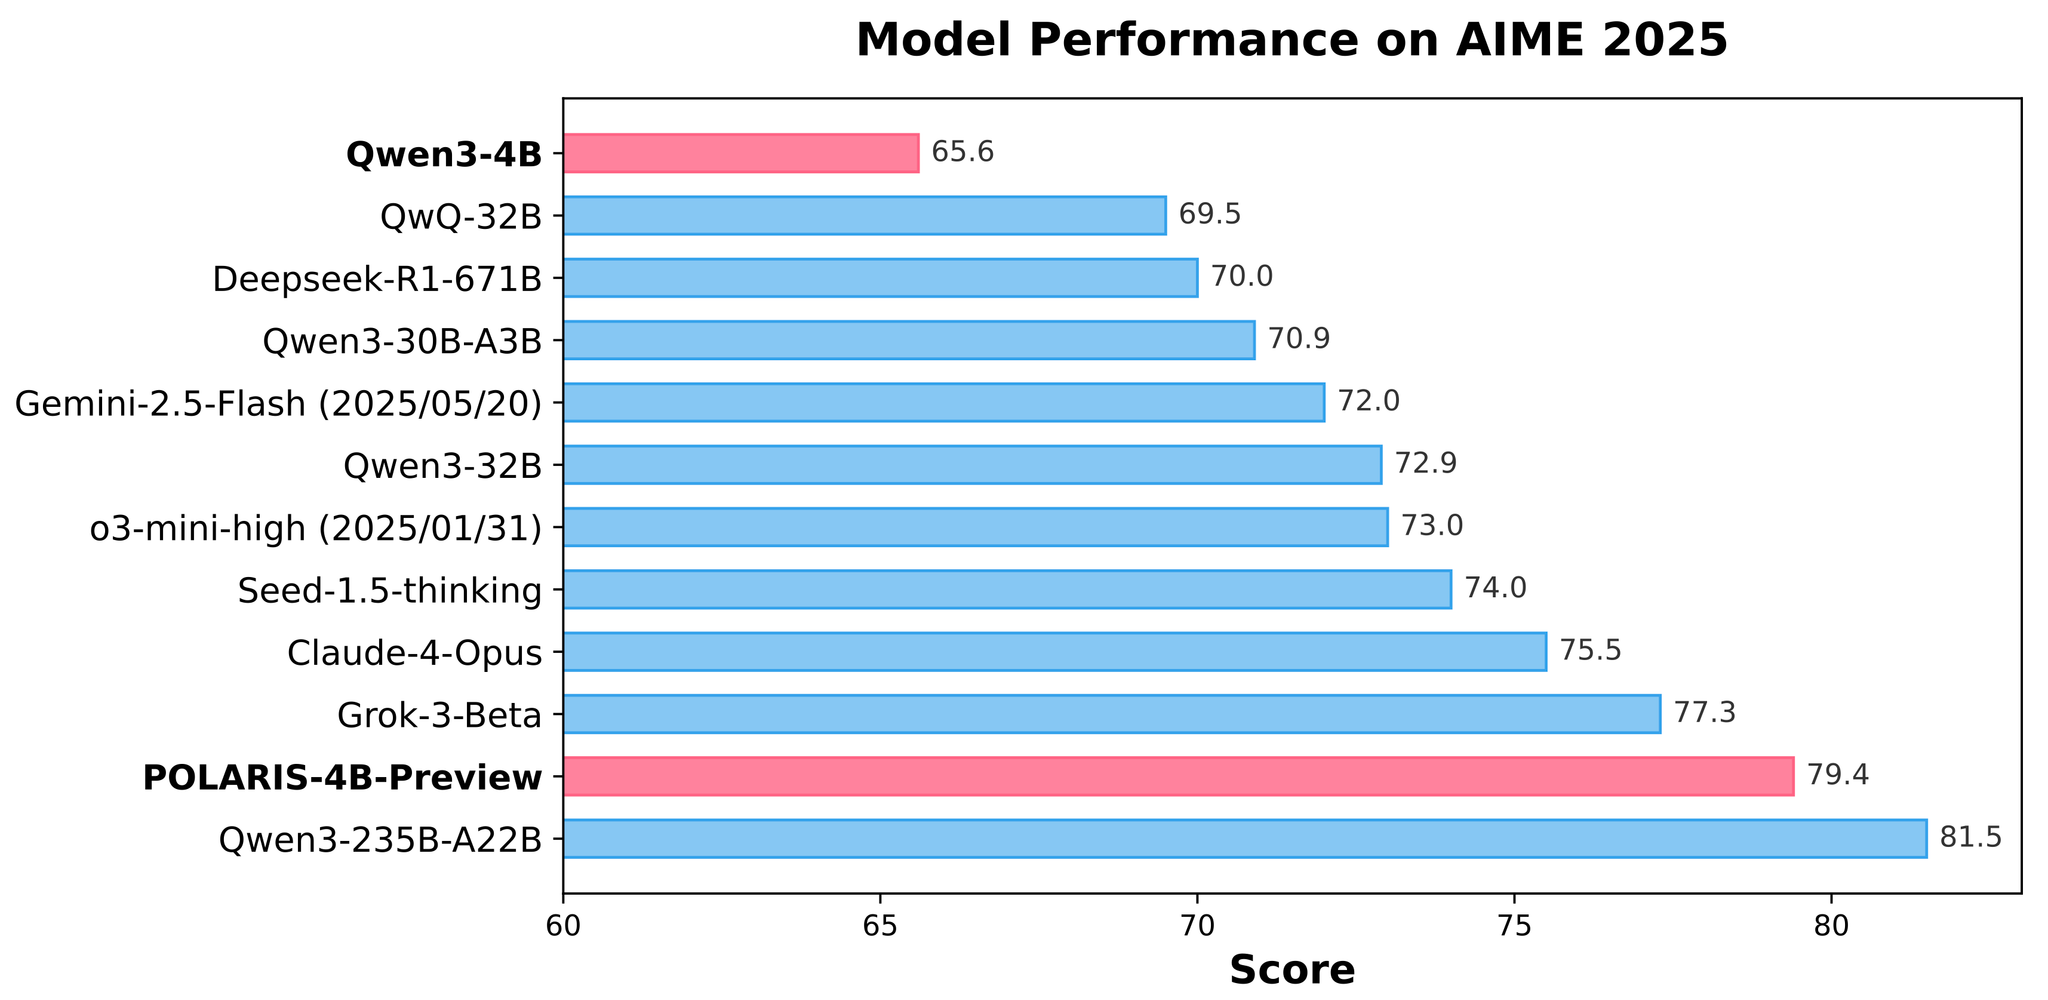 Model Performance on AIME 2025
Qwen3-4B 65.6
QwQ-32B 69.5
Deepseek-R1-671B 70.0
Qwen3-30B-A3B 70.9
Gemini-2.5-Flash (2025/05/20) 72.0
Qwen3-32B 72.9
o3-mini-high (2025/01/31) 73.0
Seed-1.5-thinking 74.0
Claude-4-Opus 75.5
Grok-3-Beta 77.3
POLARIS-4B-Preview 79.4
Qwen3-235B-A22B 81.5
60 65 70 75 80
Score